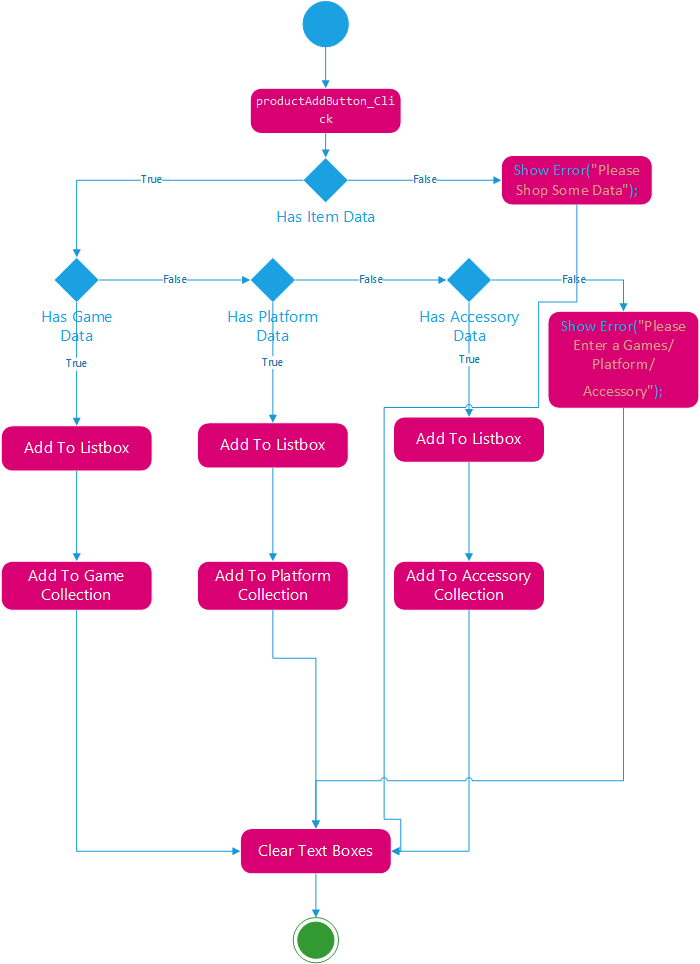 productAddButton_Cli
ck
True
False
Show Error("Please
Shop Some Data");
Has Item Data
False
False
False
Has Game
Data
Has Platform
Data
Has Accessory
Data
Show Error("Please
Enter a Games/
Platform/
Accessory");
True
True
True
Add To Listbox
Add To Listbox
Add To Listbox
Add To Game
Collection
Add To Platform
Collection
Add To Accessory
Collection
Clear Text Boxes